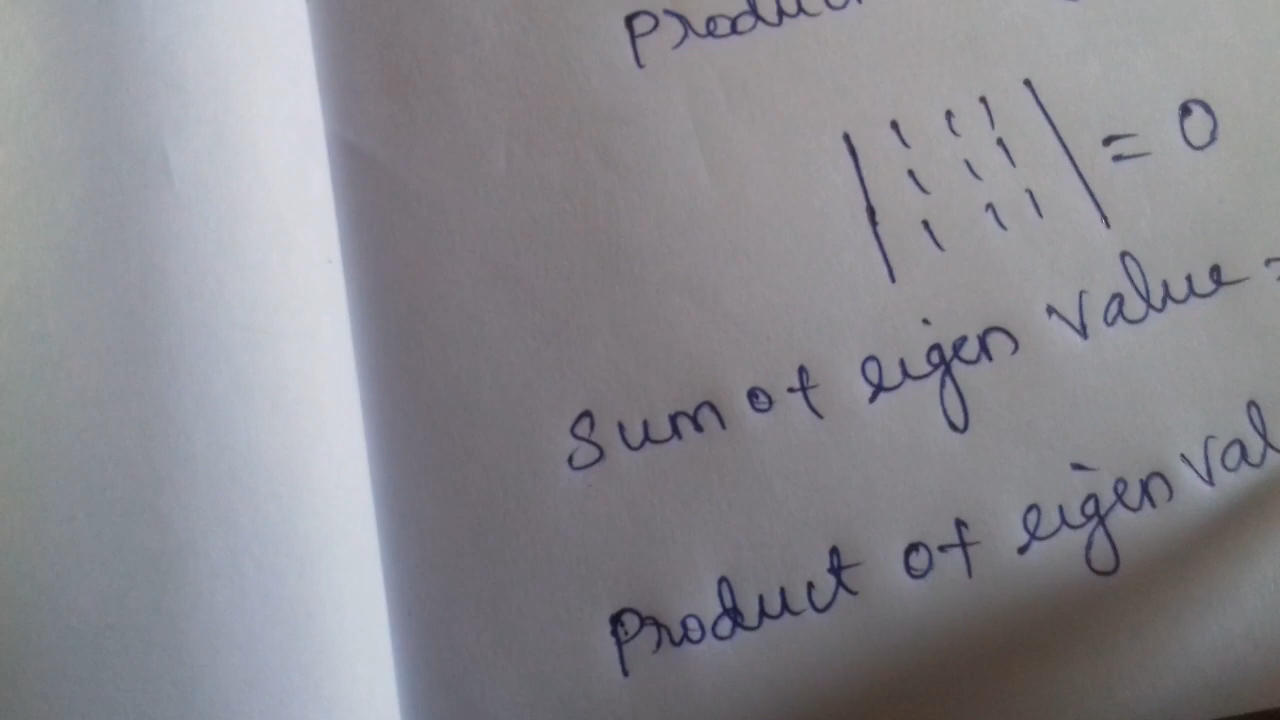 | 1 1 1 |
| 1 1 1 | = 0
| 1 1 1 |
Sum of eigen value =
Product of eigen val